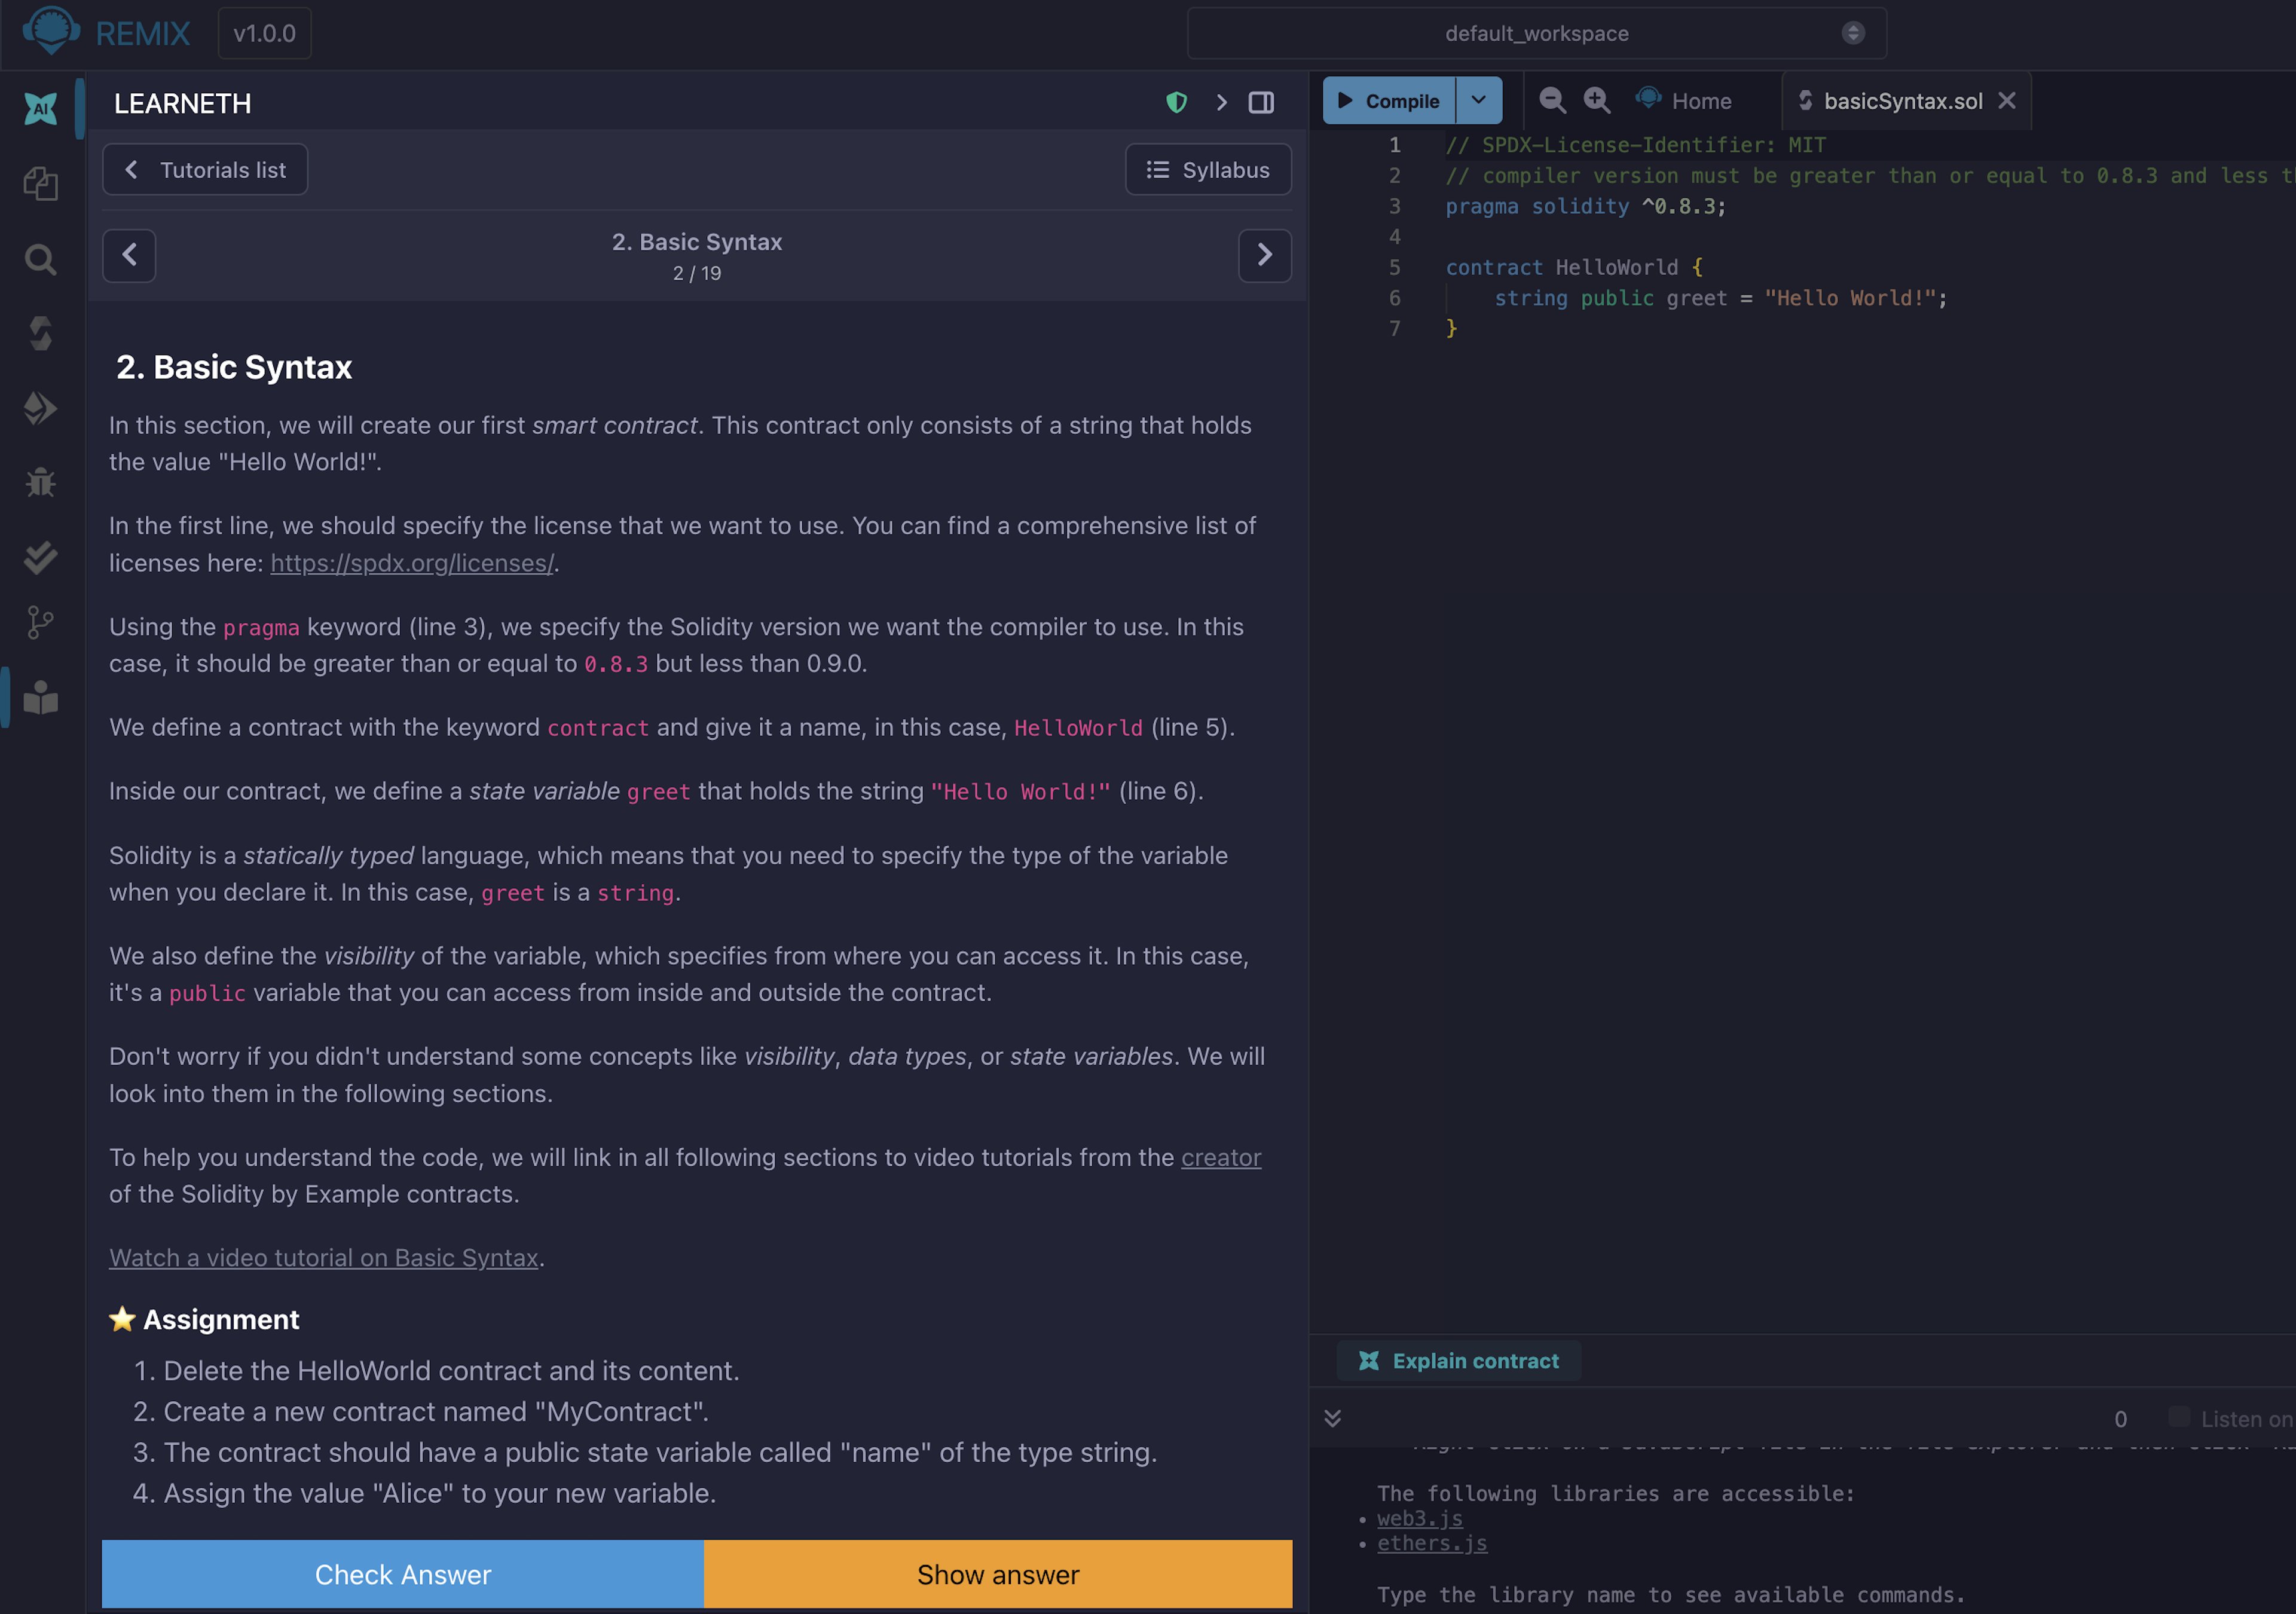 REMIX
v1.0.0
default_workspace
AI
LEARNETH
Tutorials list
Syllabus
2. Basic Syntax
2 / 19
2. Basic Syntax
In this section, we will create our first smart contract. This contract only consists of a string that holds
the value "Hello World!".
In the first line, we should specify the license that we want to use. You can find a comprehensive list of
licenses here: https://spdx.org/licenses/.
Using the pragma keyword (line 3), we specify the Solidity version we want the compiler to use. In this
case, it should be greater than or equal to 0.8.3 but less than 0.9.0.
We define a contract with the keyword contract and give it a name, in this case, HelloWorld (line 5).
Inside our contract, we define a state variable greet that holds the string "Hello World!" (line 6).
Solidity is a statically typed language, which means that you need to specify the type of the variable
when you declare it. In this case, greet is a string.
We also define the visibility of the variable, which specifies from where you can access it. In this case,
it's a public variable that you can access from inside and outside the contract.
Don't worry if you didn't understand some concepts like visibility, data types, or state variables. We will
look into them in the following sections.
To help you understand the code, we will link in all following sections to video tutorials from the creator
of the Solidity by Example contracts.
Watch a video tutorial on Basic Syntax.
⭐ Assignment
1. Delete the HelloWorld contract and its content.
2. Create a new contract named "MyContract".
3. The contract should have a public state variable called "name" of the type string.
4. Assign the value "Alice" to your new variable.
Check Answer
Show answer
Compile
Home
basicSyntax.sol
1 // SPDX-License-Identifier: MIT
2 // compiler version must be greater than or equal to 0.8.3 and less
3 pragma solidity ^0.8.3;
4
5 contract HelloWorld {
6 string public greet = "Hello World!";
7 }
Explain contract
0
Listen on
The following libraries are accessible:
• web3.js
• ethers.js
Type the library name to see available commands.